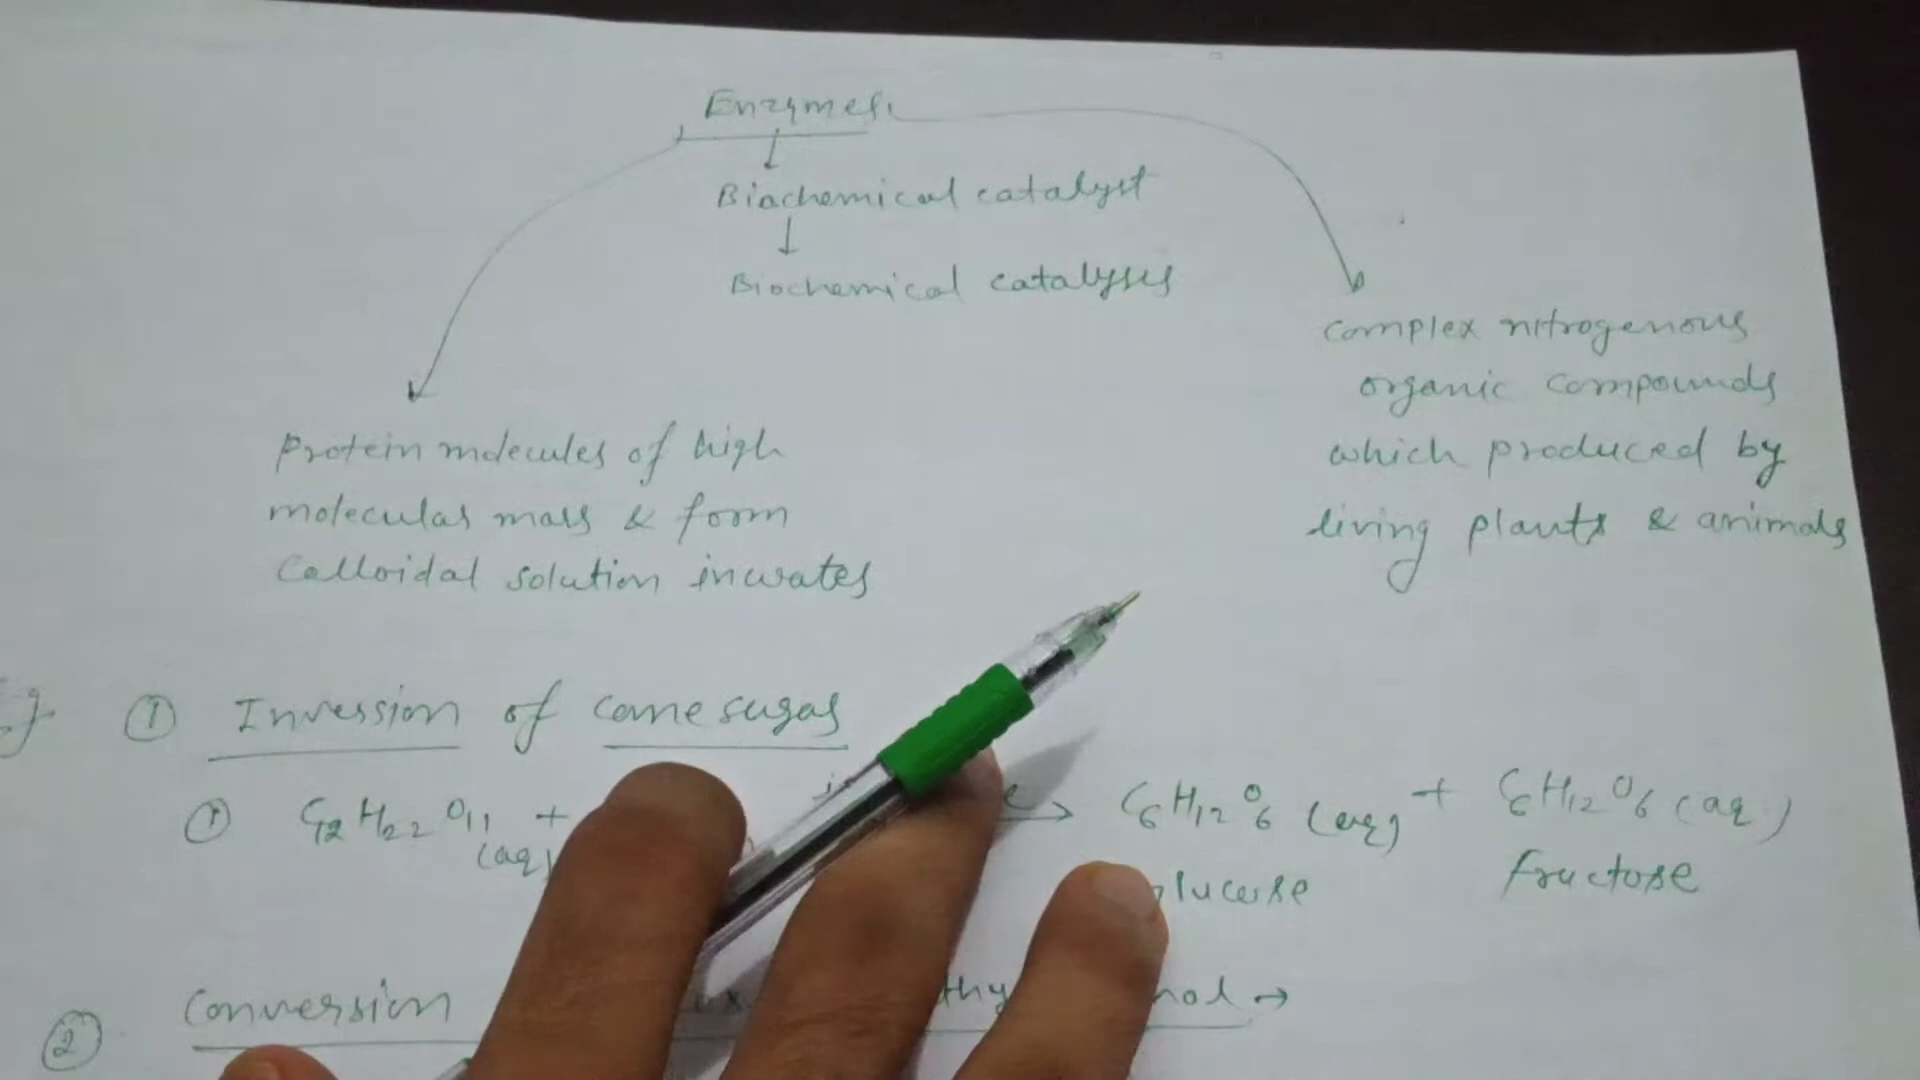 Enzymes
Biochemical catalyst
Biochemical catalyses
Complex nitrogenous
organic compounds
which produced by
living plants & animals
Protein molecules of high
molecular mass & form
Colloidal solution in water
① Inversion of cane sugar
① C12H22O11 + C6H12O6 (aq) + C6H12O6 (aq)
(aq)
fructose
② Conversion